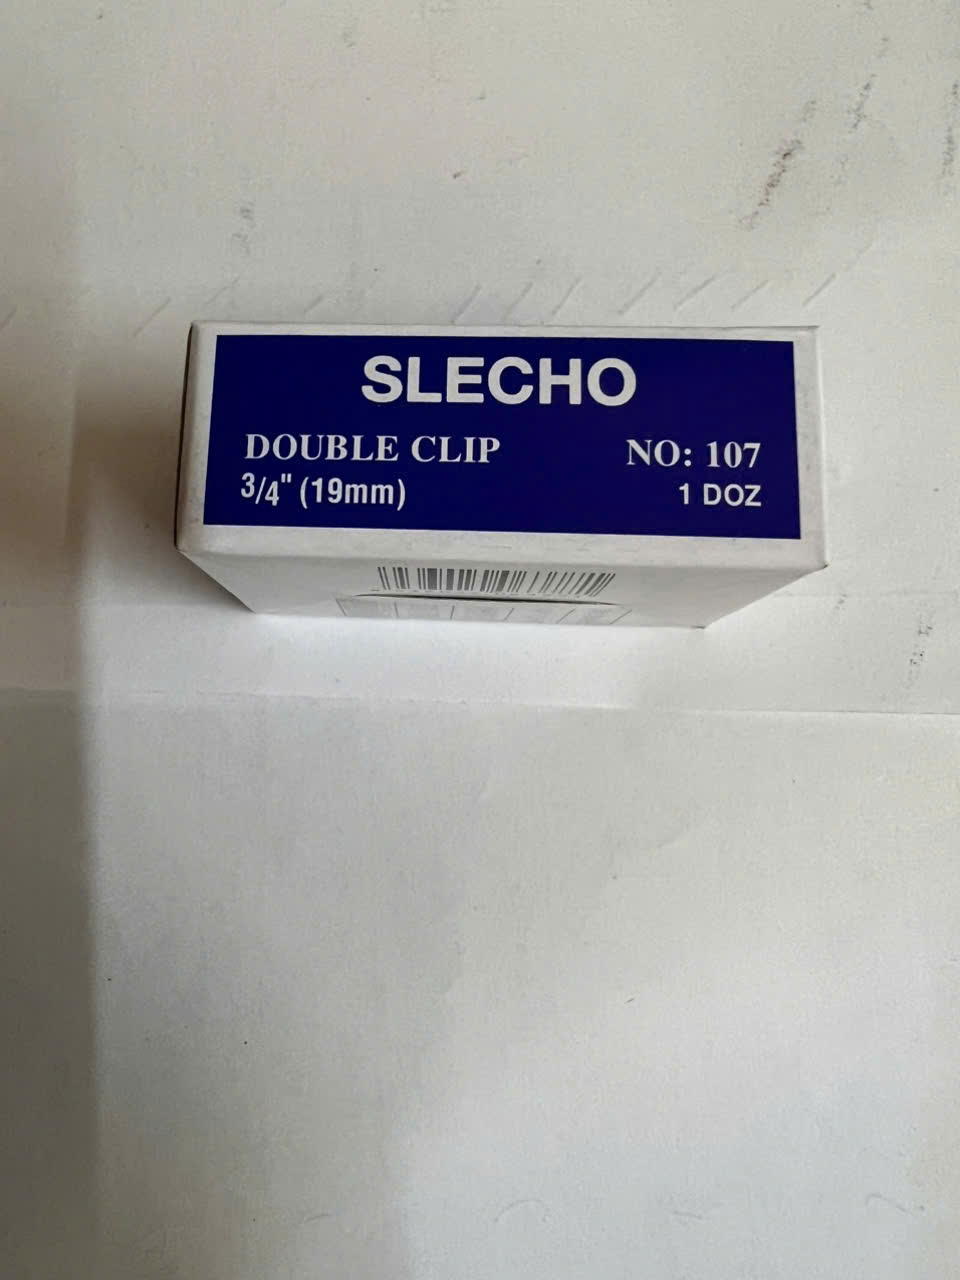 SLECHO
DOUBLE CLIP
NO: 107
3/4" (19mm)
1 DOZ